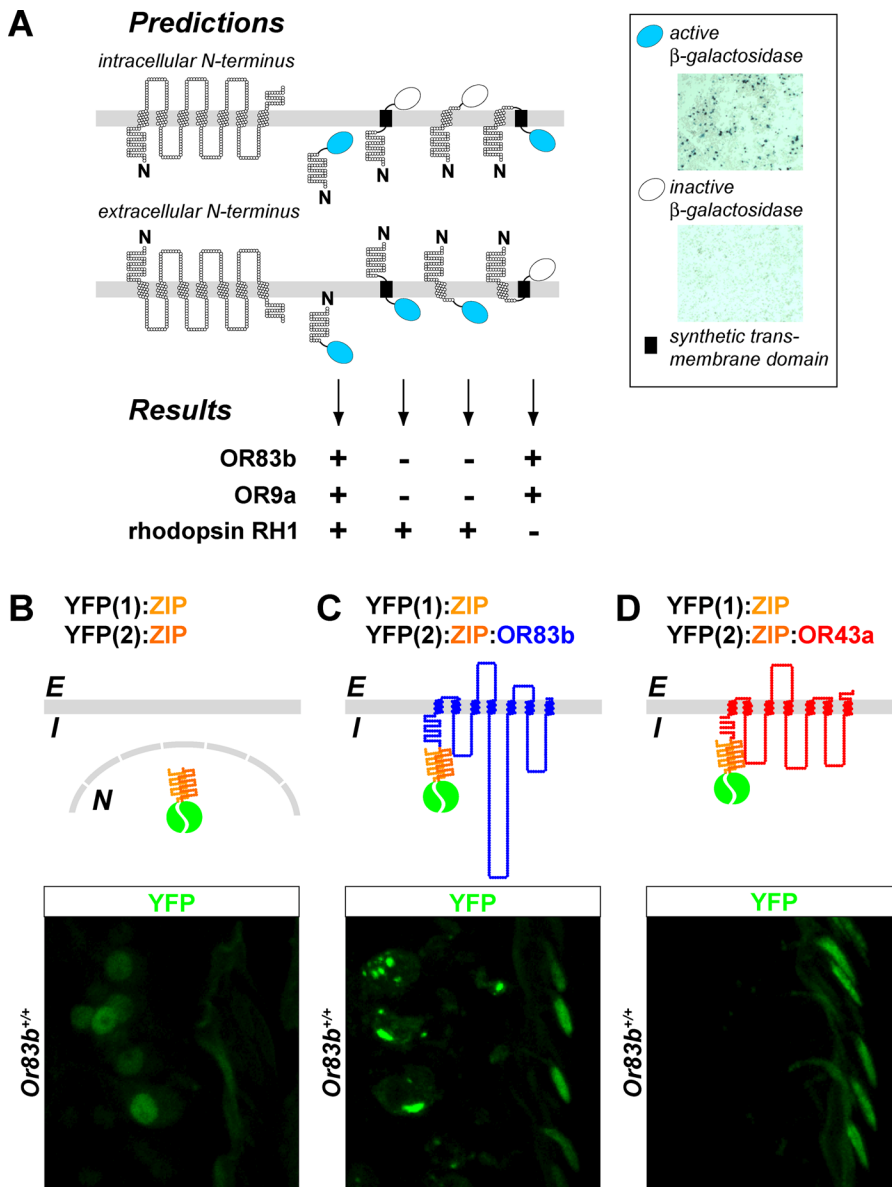 A
Predictions
intracellular N-terminus
N
N
N
N
N
extracellular N-terminus
N
N
N
N
N
Results
OR83b + - - +
OR9a + - - +
rhodopsin RH1 + + + -
active
β-galactosidase
inactive
β-galactosidase
synthetic trans-
membrane domain
B
YFP(1):ZIP
YFP(2):ZIP
E
I
N
YFP
Or83b+/+
C
YFP(1):ZIP
YFP(2):ZIP:OR83b
E
I
YFP
Or83b+/+
D
YFP(1):ZIP
YFP(2):ZIP:OR43a
E
I
YFP
Or83b+/+